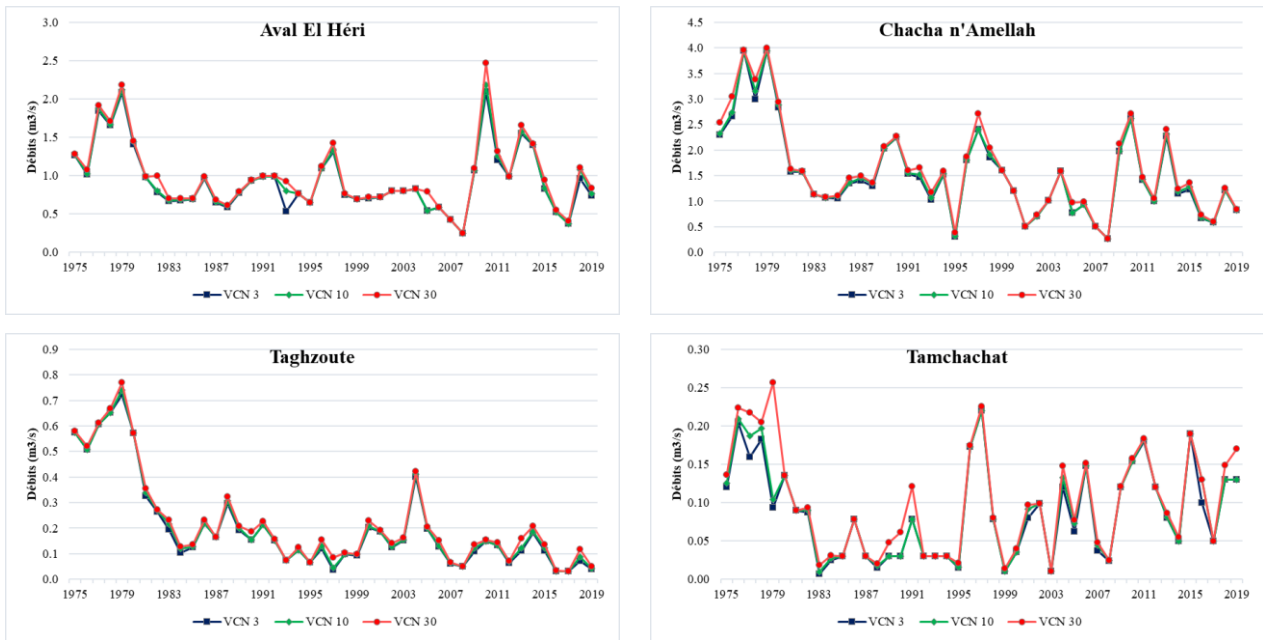 Aval El Héri
Débits (m3/s)
3.0
2.5
2.0
1.5
1.0
0.5
0.0
1975 1979 1983 1987 1991 1995 1999 2003 2007 2011 2015 2019
VCN 3 VCN 10 VCN 30
Chacha n'Amellah
Débits (m3/s)
4.5
4.0
3.5
3.0
2.5
2.0
1.5
1.0
0.5
0.0
1975 1979 1983 1987 1991 1995 1999 2003 2007 2011 2015 2019
VCN 3 VCN 10 VCN 30
Taghzoute
Débits (m3/s)
0.9
0.8
0.7
0.6
0.5
0.4
0.3
0.2
0.1
0.0
1975 1979 1983 1987 1991 1995 1999 2003 2007 2011 2015 2019
VCN 3 VCN 10 VCN 30
Tamchachat
Débits (m3/s)
0.30
0.25
0.20
0.15
0.10
0.05
0.00
1975 1979 1983 1987 1991 1995 1999 2003 2007 2011 2015 2019
VCN 3 VCN 10 VCN 30